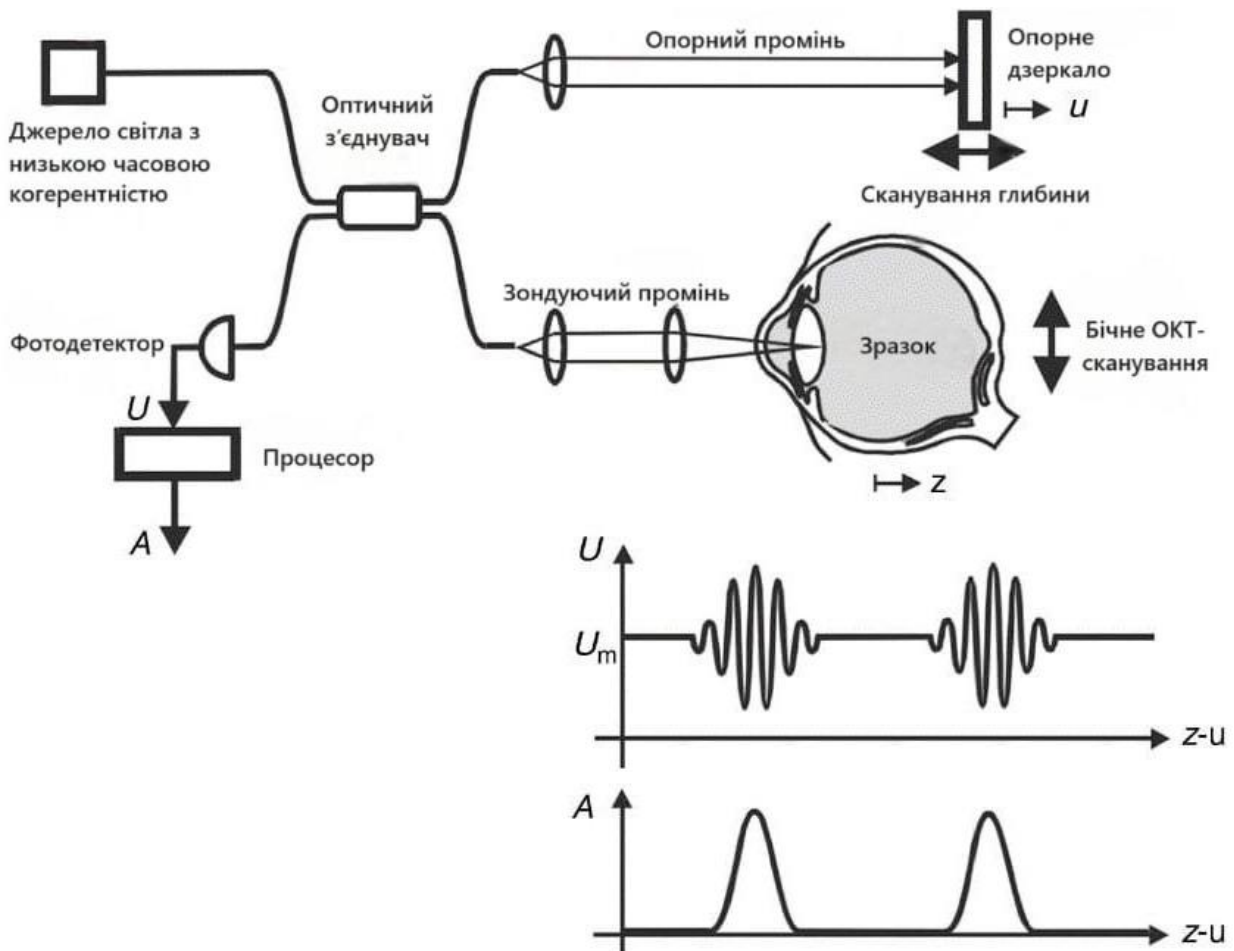 Опорний промінь
Опорне
дзеркало
u
Оптичний
з’єднувач
Джерело світла з
низькою часовою
когерентністю
Сканування глибини
Зондуючий промінь
Фотодетектор
Зразок
Бічне ОКТ-
сканування
U
Процесор
z
A
U
Um
z-u
A
z-u